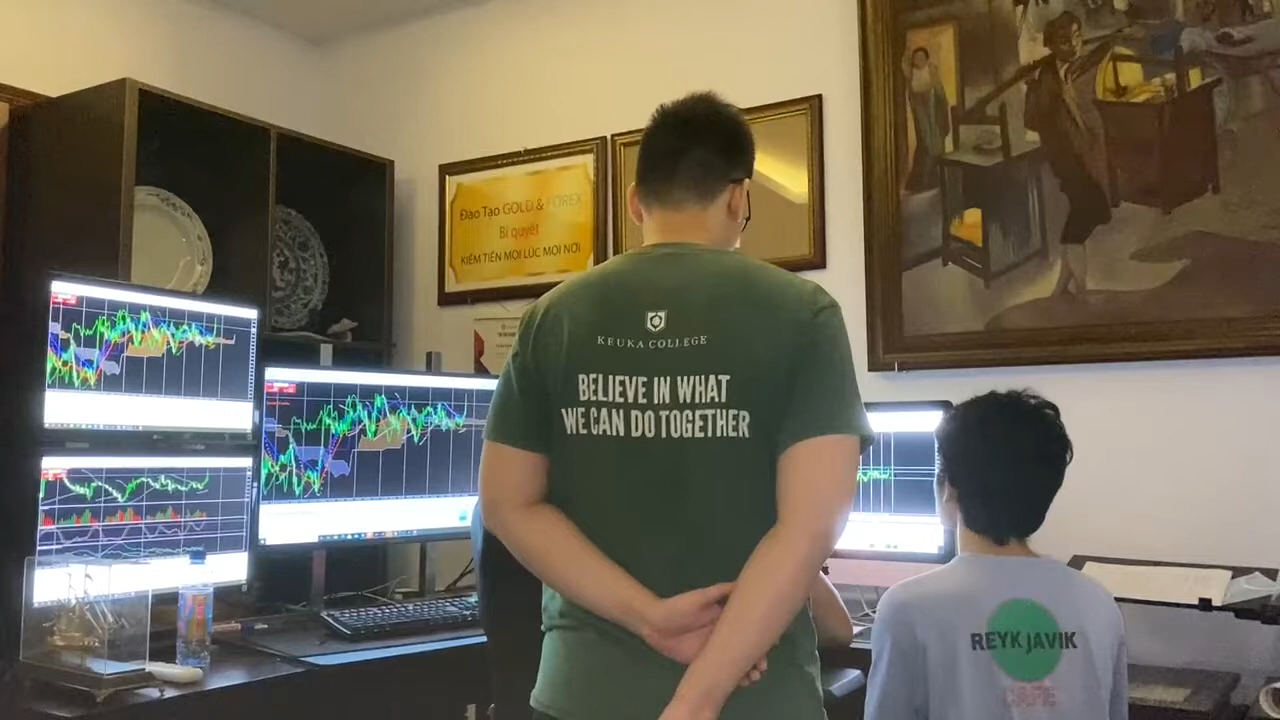 Đào Tạo GOLD & FOREX
Bí quyết
KIẾM TIỀN MỌI LÚC MỌI NƠI
KEUKA COLLEGE
BELIEVE IN WHAT
WE CAN DO TOGETHER
REYKJAVIK